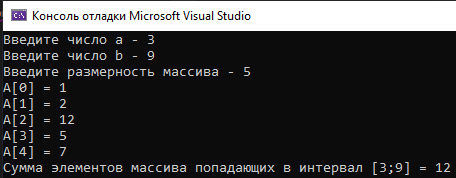 Консоль отладки Microsoft Visual Studio
Введите число a - 3
Введите число b - 9
Введите размерность массива - 5
A[0] = 1
A[1] = 2
A[2] = 12
A[3] = 5
A[4] = 7
Сумма элементов массива попадающих в интервал [3;9] = 12